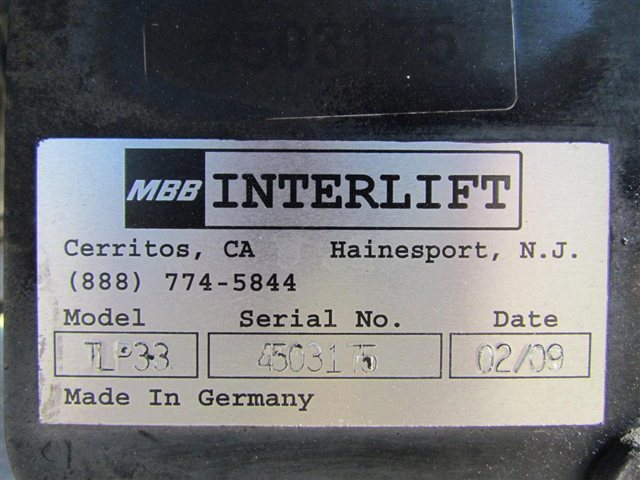 4503175
MBB INTERLIFT
Cerritos, CA Hainesport, N.J.
(888) 774-5844
Model Serial No. Date
TLP33 4503175 02/09
Made In Germany